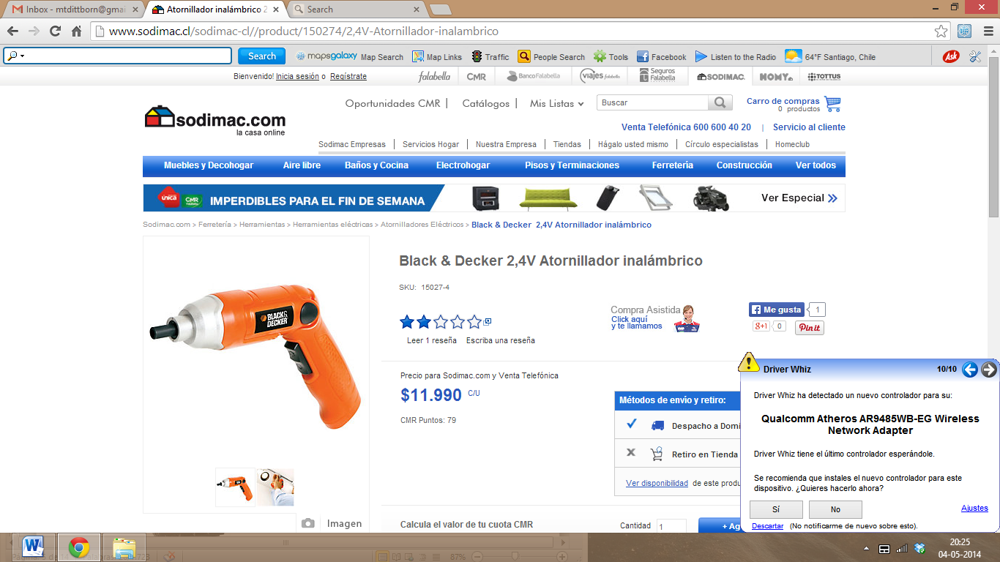 Inbox - mtdittborn@gmai
Atornillador inalámbrico 2
Search
www.sodimac.cl/sodimac-cl//product/150274/2,4V-Atornillador-inalambrico
Search
mapsgalaxy Map Search Map Links Traffic People Search Tools Facebook Listen to the Radio 64°F Santiago, Chile Ask
Bienvenido! Inicia sesión o Regístrate
falabella CMR BancoFalabella viajes falabella Seguros Falabella SODIMAC HOMY TOTTUS
Oportunidades CMR | Catálogos | Mis Listas
Buscar
Carro de compras
0 productos
sodimac.com
la casa online
Venta Telefónica 600 600 40 20 | Servicio al cliente
Sodimac Empresas | Servicios Hogar | Nuestra Empresa | Tiendas | Hágalo usted mismo | Círculo especialistas | Homeclub
Muebles y Decohogar Aire libre Baños y Cocina Electrohogar Pisos y Terminaciones Ferretería Construcción Ver todos
única CMR IMPERDIBLES PARA EL FIN DE SEMANA Ver Especial
Sodimac.com > Ferretería > Herramientas > Herramientas eléctricas > Atornilladores Eléctricos > Black & Decker 2,4V Atornillador inalámbrico
BLACK& DECKER
Black & Decker 2,4V Atornillador inalámbrico
SKU: 15027-4
Leer 1 reseña Escriba una reseña
Compra Asistida
Click aquí
y te llamamos
Me gusta 1
g+1 0 Pin it
Precio para Sodimac.com y Venta Telefónica
$11.990 C/U
CMR Puntos: 79
Métodos de envio y retiro:
Despacho a Domi
Retiro en Tienda
Ver disponibilidad de este produ
Imagen
Calcula el valor de tu cuota CMR
Cantidad 1
+ Ag
Driver Whiz 10/10
Driver Whiz ha detectado un nuevo controlador para su:
Qualcomm Atheros AR9485WB-EG Wireless
Network Adapter
Driver Whiz tiene el último controlador esperándole.
Se recomienda que instales el nuevo controlador para este
dispositivo. ¿Quieres hacerlo ahora?
Sí No Ajustes
Descartar (No notificarme de nuevo sobre esto).
87%
20:25
04-05-2014